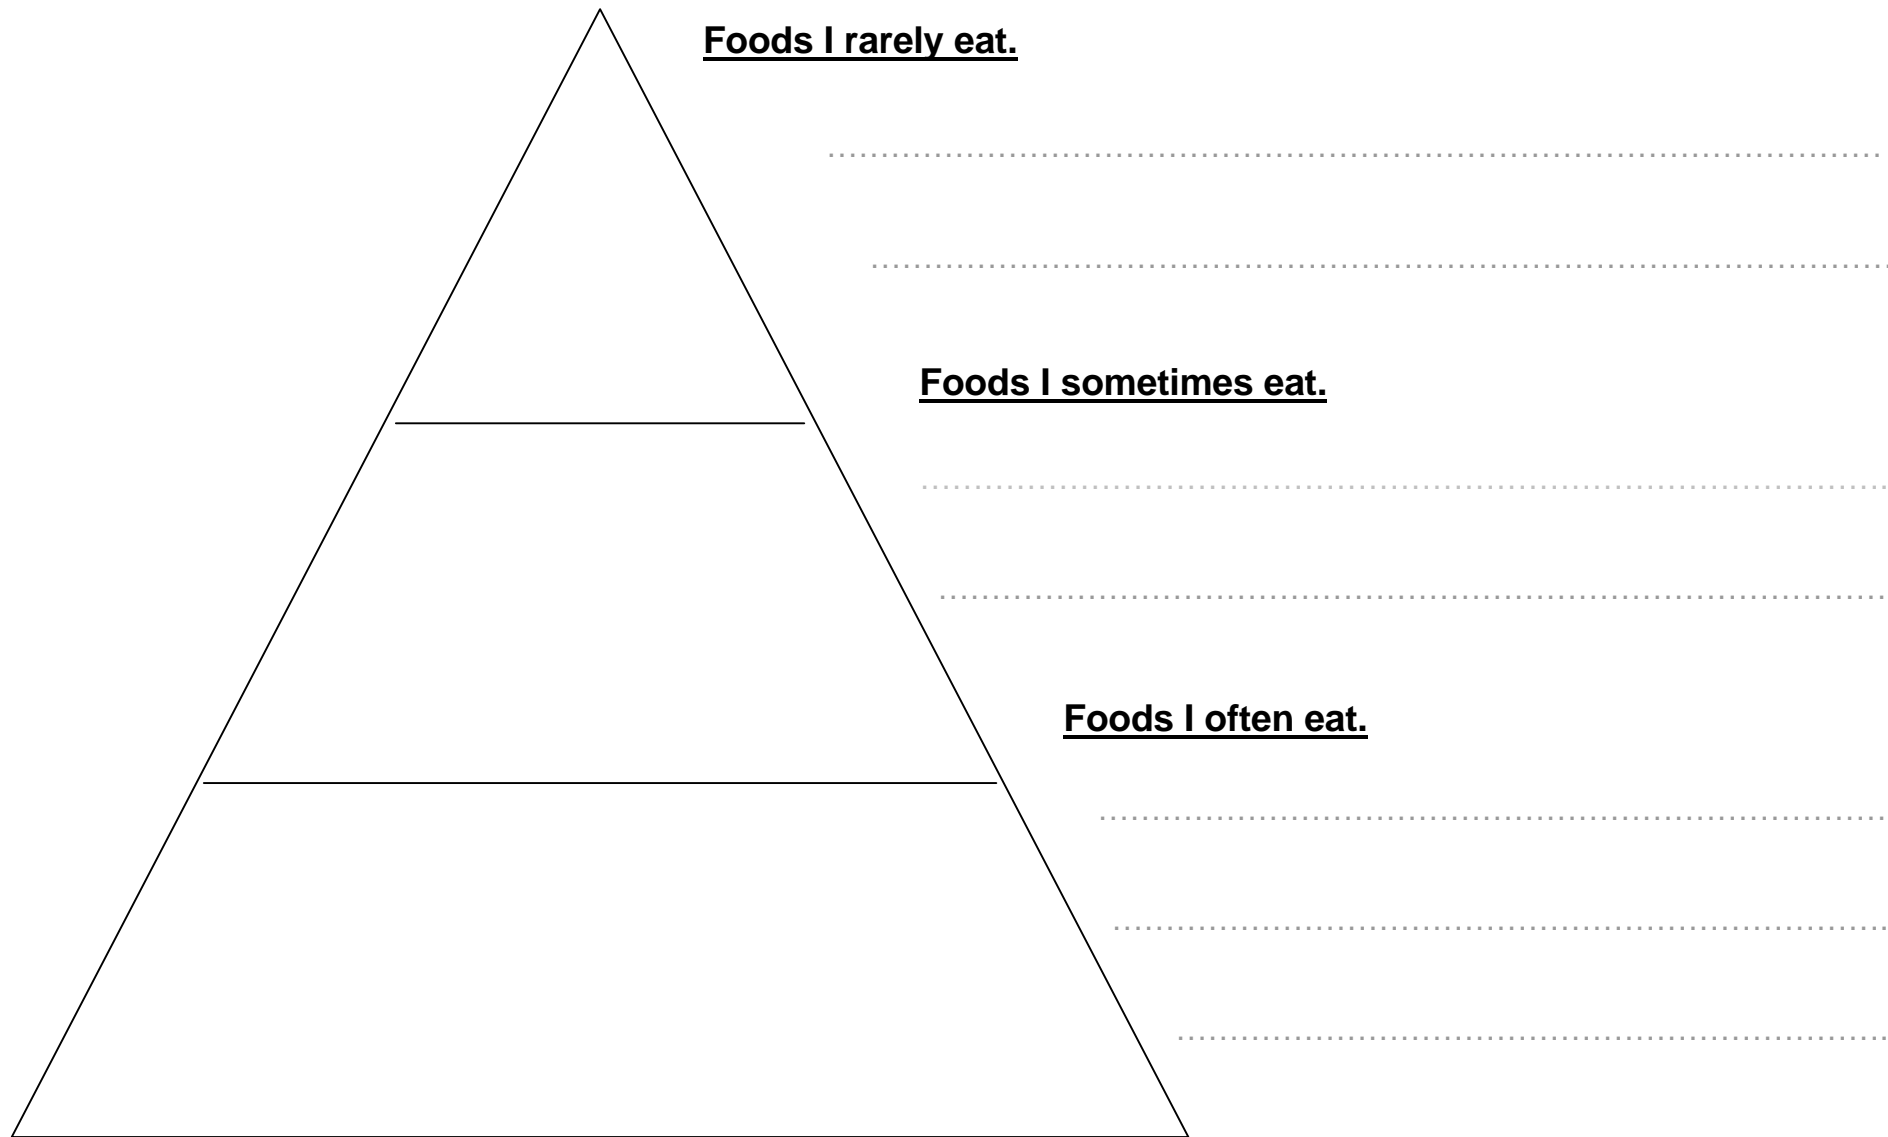 Foods I rarely eat.
………………………………………………………………………………………
……………………………………………………………………………………
Foods I sometimes eat.
………………………………………………………………………………
………………………………………………………………………………
Foods I often eat.
…………………………………………………………………
………………………………………………………………
……………………………………………………………